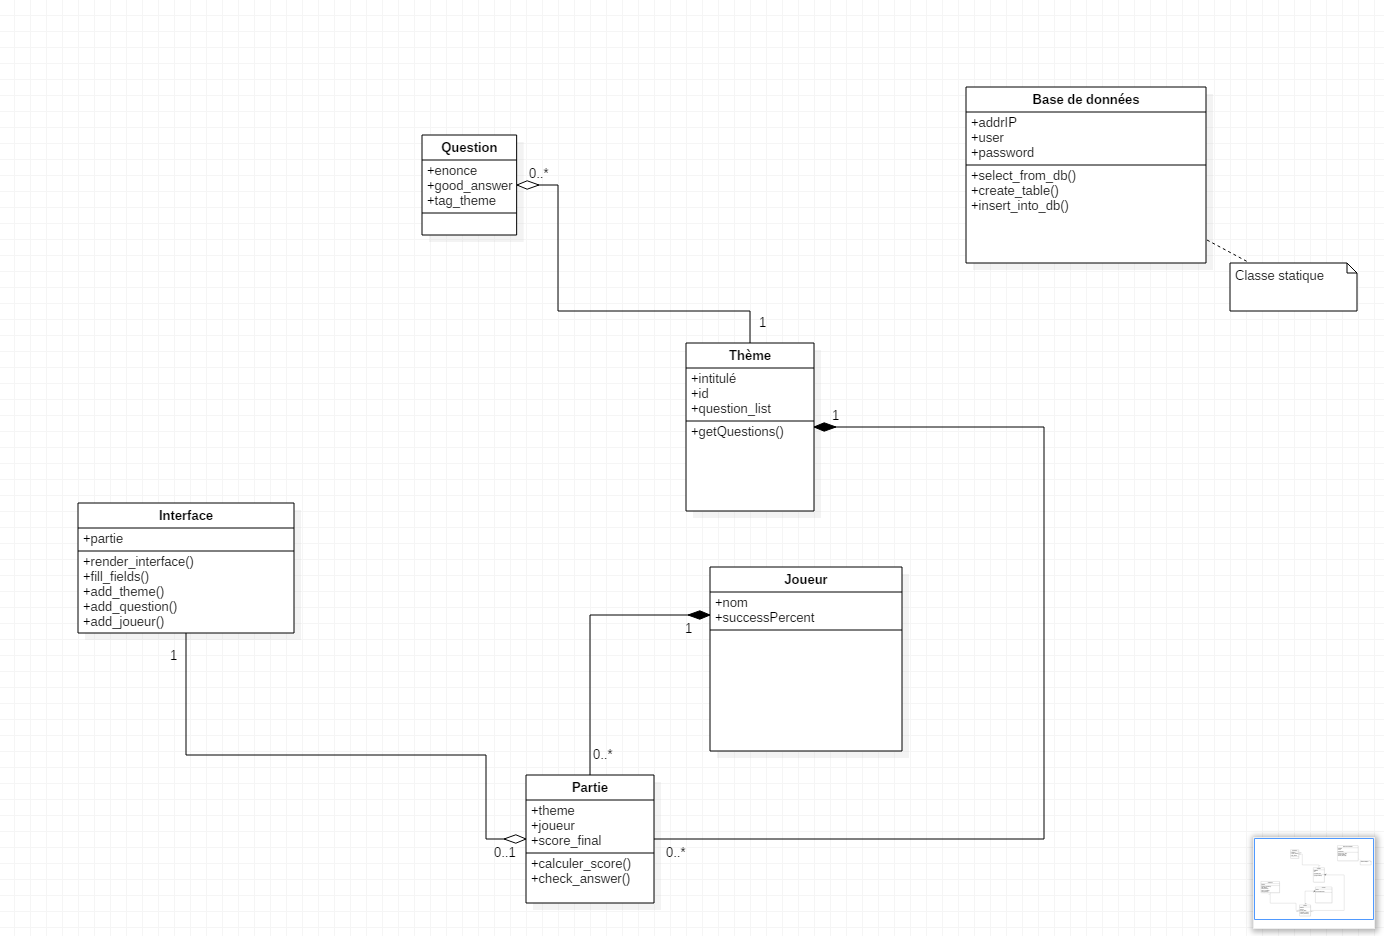 Base de données
+addrIP
+user
+password
+select_from_db()
+create_table()
+insert_into_db()
Classe statique
Question
+enonce
+good_answer
+tag_theme
0..*
1
Thème
+intitulé
+id
+question_list
+getQuestions()
1
Interface
+partie
+render_interface()
+fill_fields()
+add_theme()
+add_question()
+add_joueur()
1
Joueur
+nom
+successPercent
1
0..*
Partie
+theme
+joueur
+score_final
+calculer_score()
+check_answer()
0..1
0..*